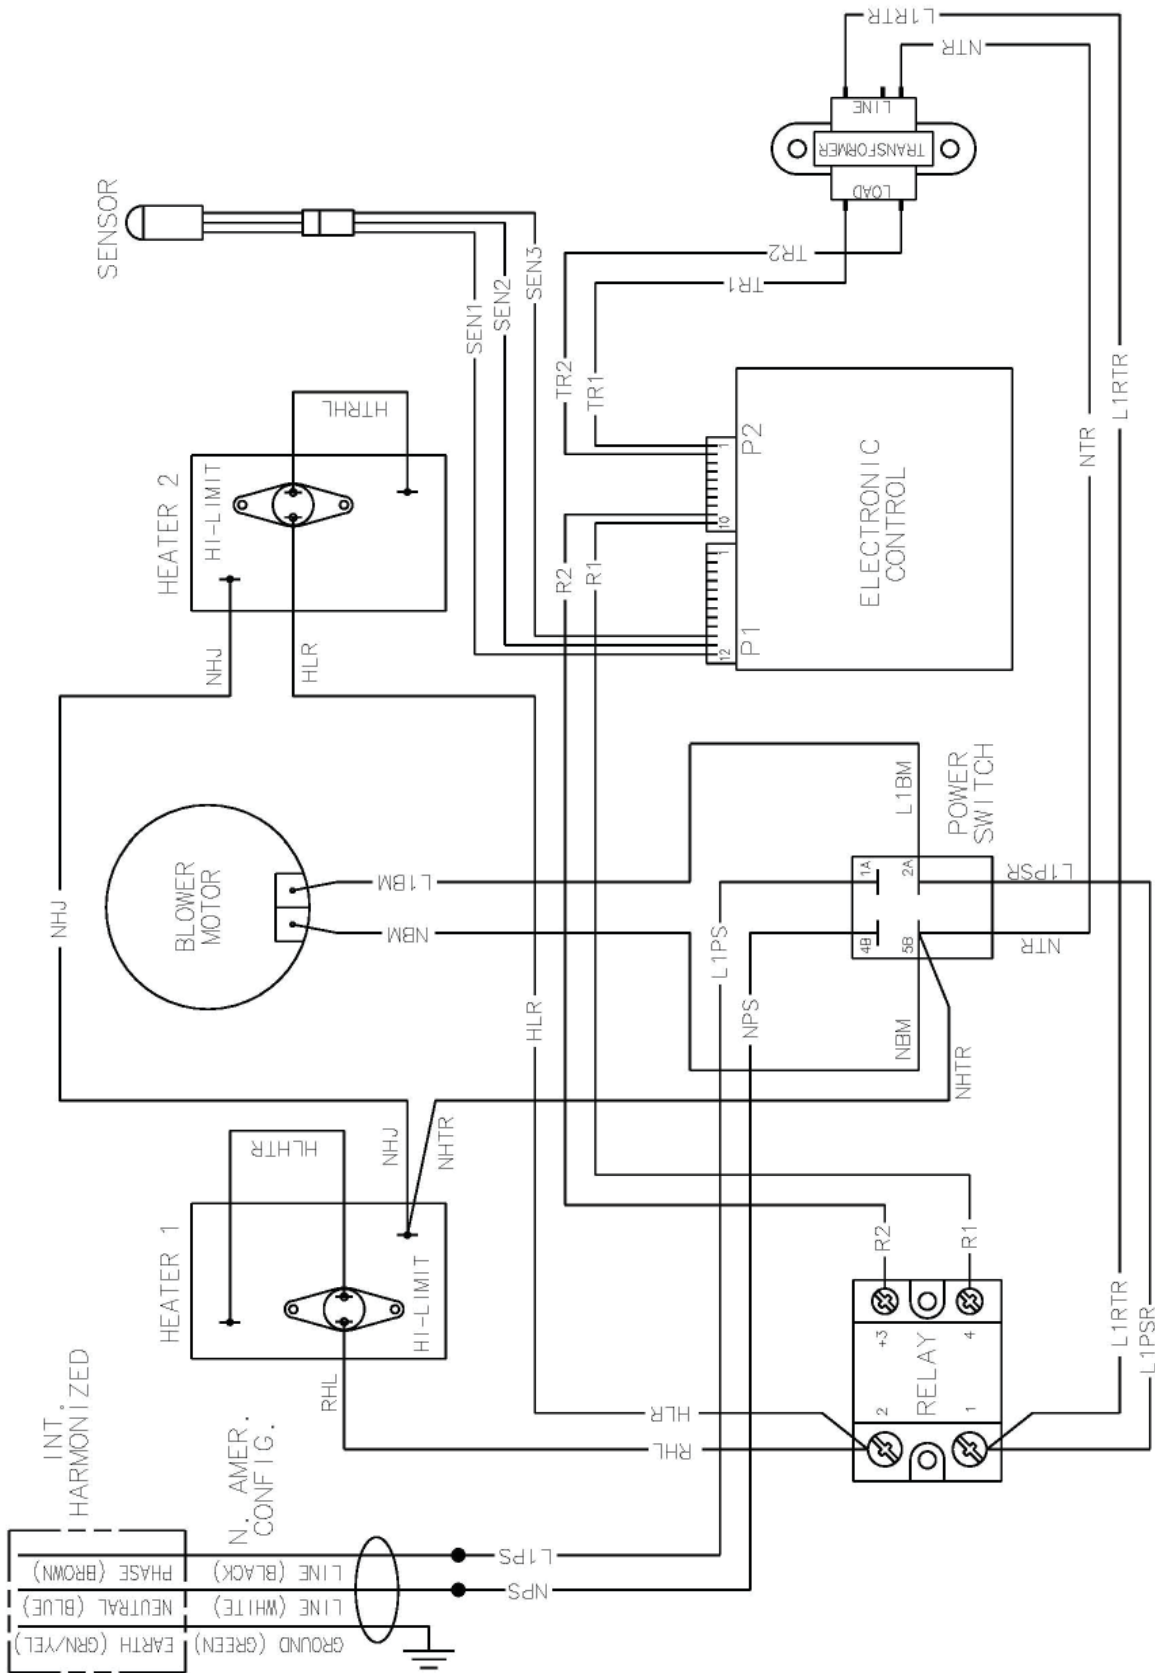 INT.
HARMONIZED
N. AMER.
CONFIG.
PHASE (BROWN)
NEUTRAL (BLUE)
EARTH (GRN/YEL)
LINE (BLACK)
LINE (WHITE)
GROUND (GREEN)
L1PS
NPS
HEATER 1
HI-LIMIT
HLHTR
RHL
NHJ
NHTR
RHL
HLR
NHJ
BLOWER
MOTOR
L1BM
NBM
HEATER 2
HI-LIMIT
HTRHL
NHJ
HLR
HLR
SENSOR
SEN1
SEN2
SEN3
L1PS
NPS
RELAY
2
1
+3
4
R2
R1
L1RTR
L1PSR
POWER
SWITCH
1A
2A
4B
5B
L1BM
NBM
NHTR
L1PSR
NTR
ELECTRONIC
CONTROL
P1
12
1
P2
10
1
R2
R1
TR2
TR1
TR2
TR1
TRANSFORMER
LOAD
LINE
L1RTR
NTR
NTR
L1RTR